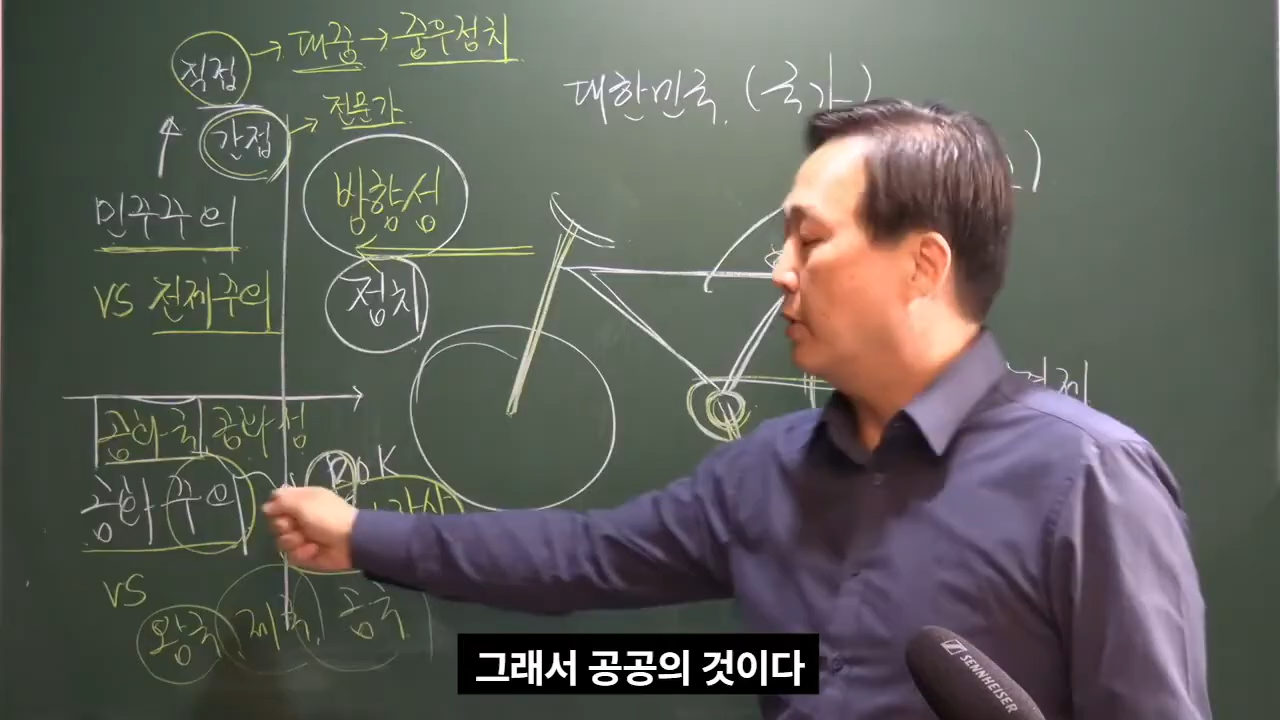 직접 → 대중 → 중우정치
간접 → 전문가
대한민국 (국가)
방향성
민주주의
정치
vs 전제주의
공화국 공화정
공화주의
RoK
vs
왕국, 제국, 공국
그래서 공공의 것이다
SENNHEISER